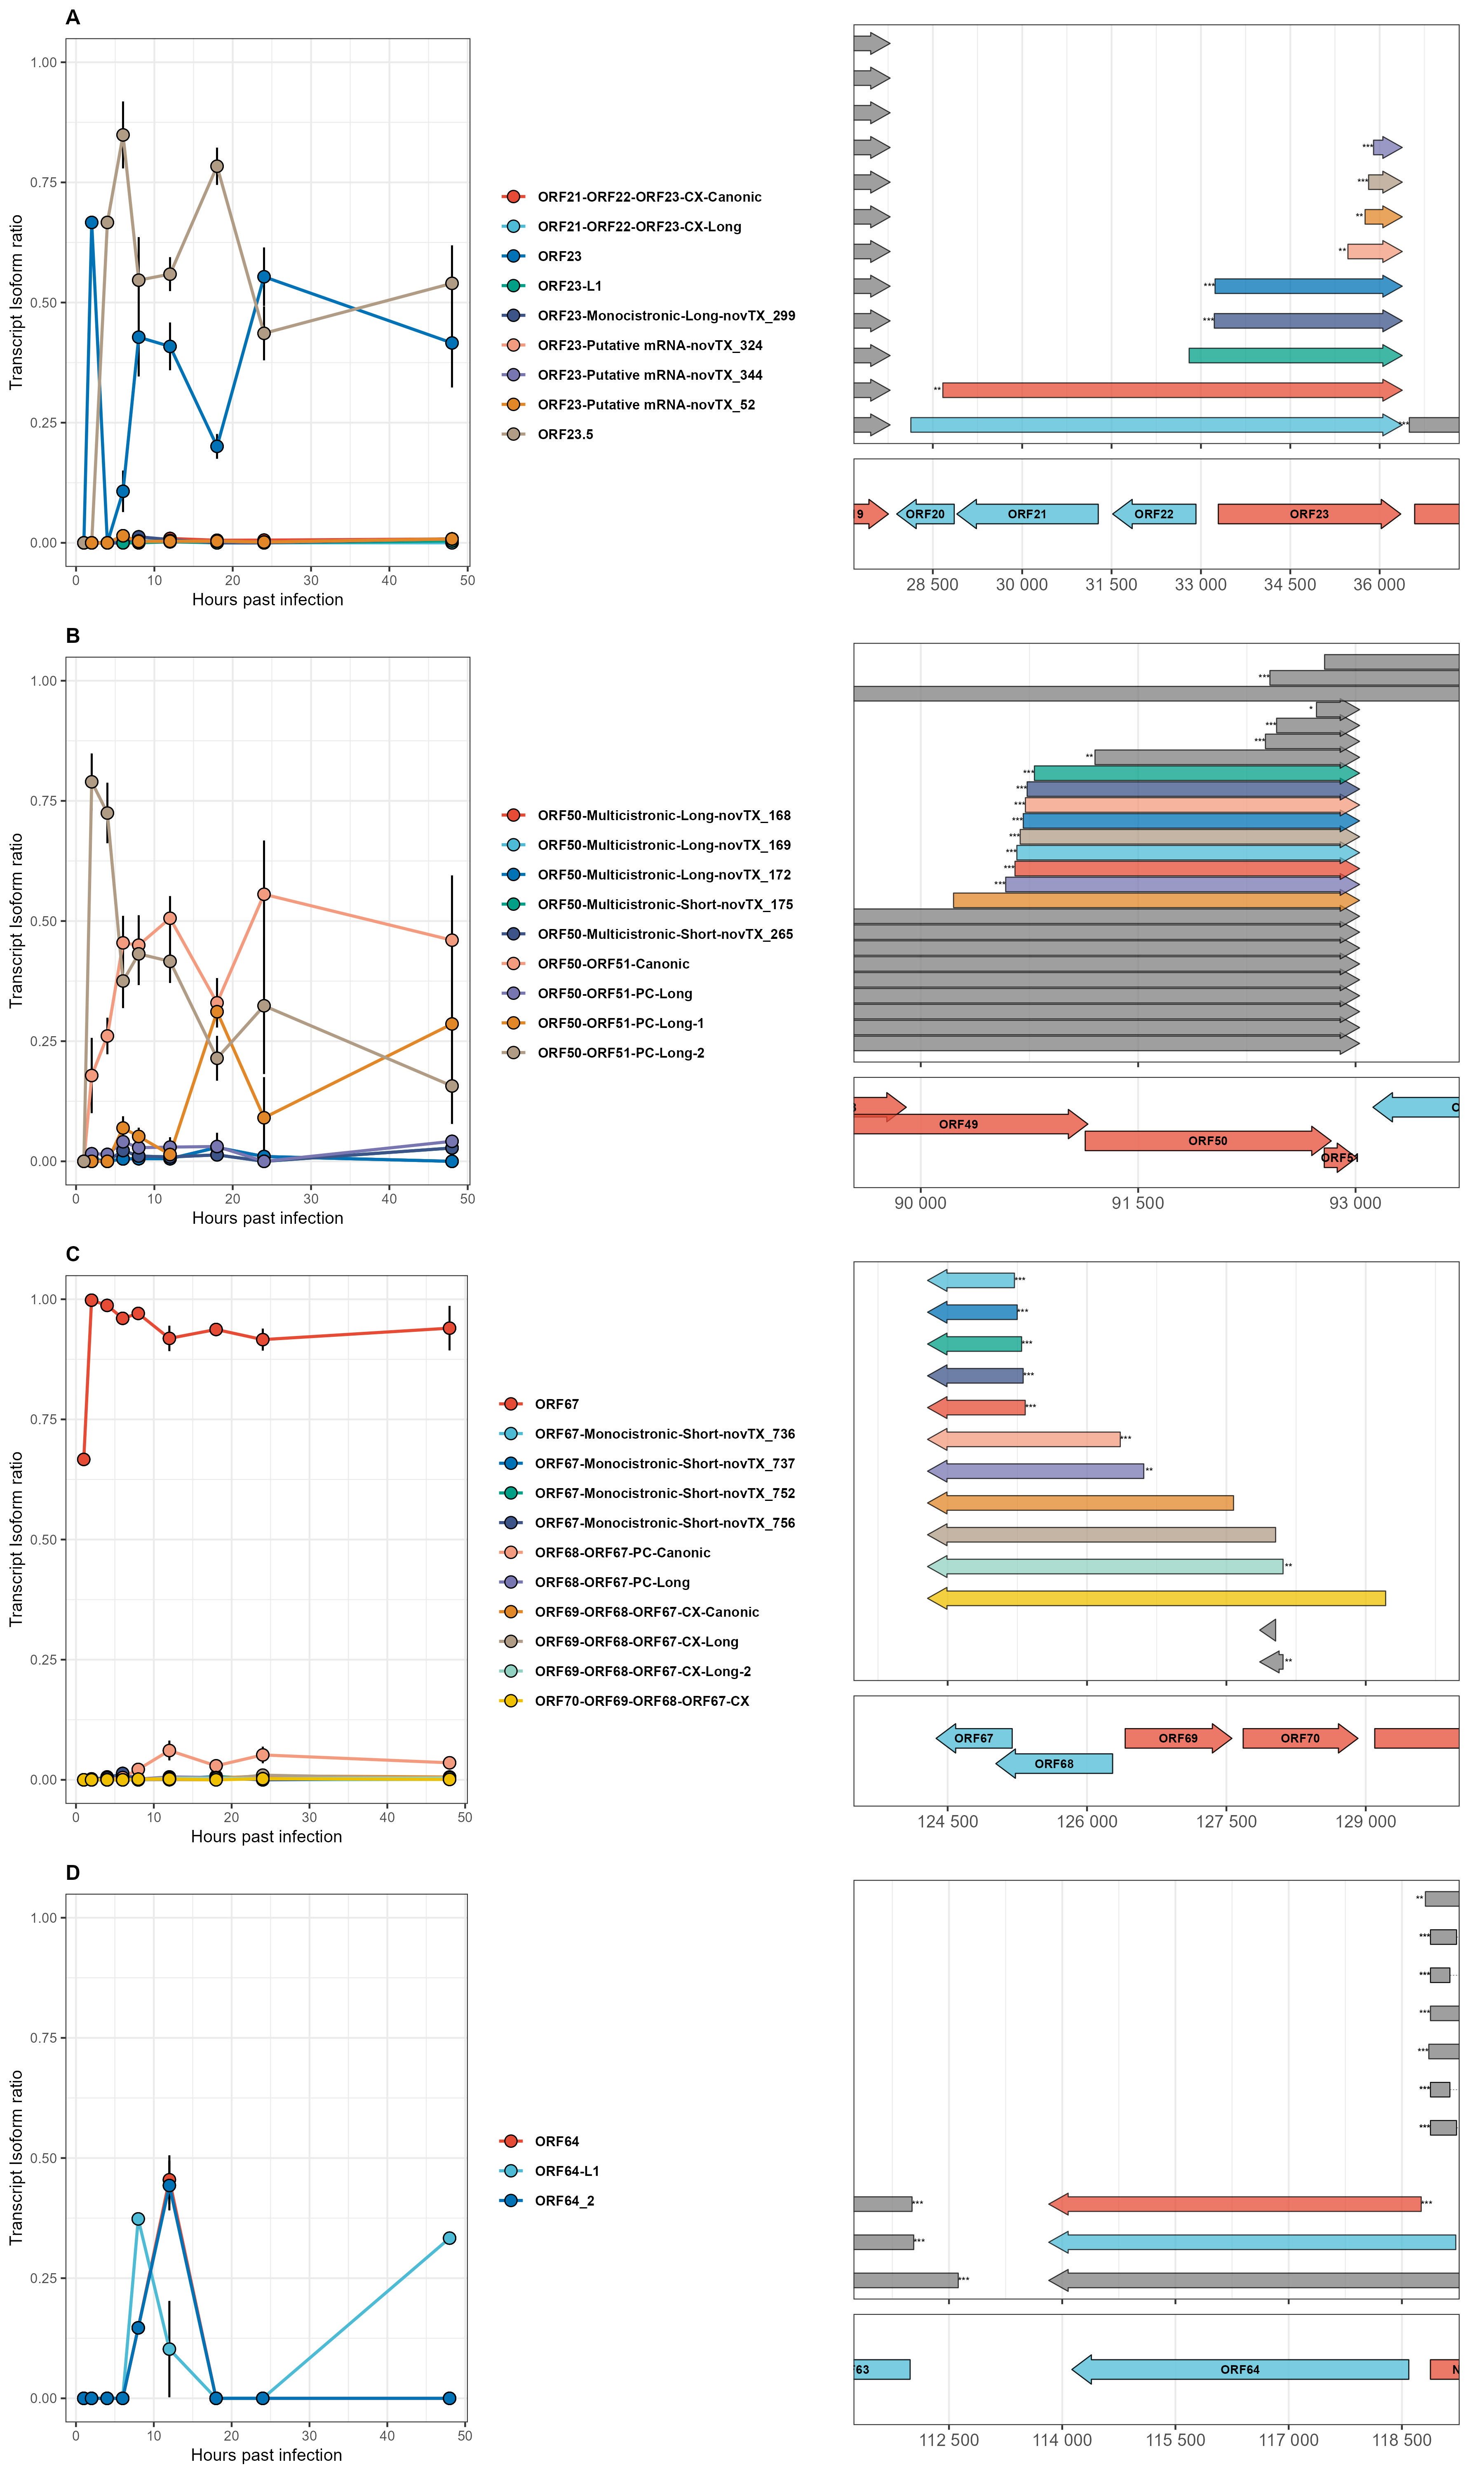 A
Transcript Isoform ratio
1.00
0.75
0.50
0.25
0.00
0 10 20 30 40 50
Hours past infection
ORF21-ORF22-ORF23-CX-Canonic
ORF21-ORF22-ORF23-CX-Long
ORF23
ORF23-L1
ORF23-Monocistronic-Long-novTX_299
ORF23-Putative mRNA-novTX_324
ORF23-Putative mRNA-novTX_344
ORF23-Putative mRNA-novTX_52
ORF23.5
***
***
**
**
***
***
**
***
19 ORF20 ORF21 ORF22 ORF23
28 500 30 000 31 500 33 000 34 500 36 000
B
Transcript Isoform ratio
1.00
0.75
0.50
0.25
0.00
0 10 20 30 40 50
Hours past infection
ORF50-Multicistronic-Long-novTX_168
ORF50-Multicistronic-Long-novTX_169
ORF50-Multicistronic-Long-novTX_172
ORF50-Multicistronic-Short-novTX_175
ORF50-Multicistronic-Short-novTX_265
ORF50-ORF51-Canonic
ORF50-ORF51-PC-Long
ORF50-ORF51-PC-Long-1
ORF50-ORF51-PC-Long-2
***
*
***
***
**
***
***
***
***
***
***
***
***
O
ORF49
ORF50
ORF51
90 000 91 500 93 000
C
Transcript Isoform ratio
1.00
0.75
0.50
0.25
0.00
0 10 20 30 40 50
Hours past infection
ORF67
ORF67-Monocistronic-Short-novTX_736
ORF67-Monocistronic-Short-novTX_737
ORF67-Monocistronic-Short-novTX_752
ORF67-Monocistronic-Short-novTX_756
ORF68-ORF67-PC-Canonic
ORF68-ORF67-PC-Long
ORF69-ORF68-ORF67-CX-Canonic
ORF69-ORF68-ORF67-CX-Long
ORF69-ORF68-ORF67-CX-Long-2
ORF70-ORF69-ORF68-ORF67-CX
***
***
***
***
***
***
**
**
**
ORF67 ORF69 ORF70
ORF68
124 500 126 000 127 500 129 000
D
Transcript Isoform ratio
1.00
0.75
0.50
0.25
0.00
0 10 20 30 40 50
Hours past infection
ORF64
ORF64-L1
ORF64_2
**
***
***
***
***
***
***
*** ***
***
***
F63 ORF64 N
112 500 114 000 115 500 117 000 118 500